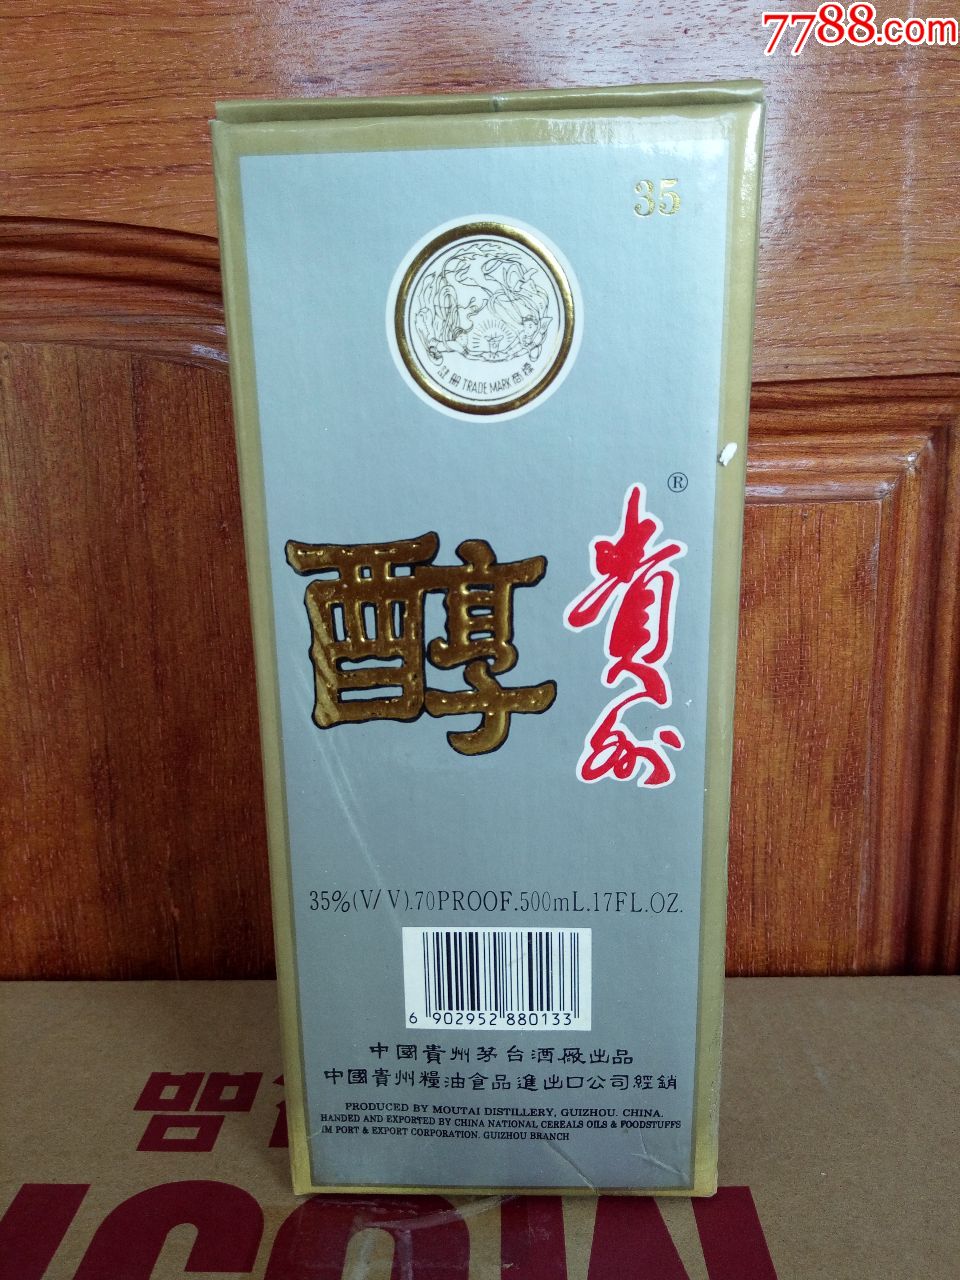 7788.com
35
註册 TRADE MARK 商標
®
貴州
醇
35%(V/V).70PROOF.500mL.17FL.OZ.
6 902952 880133
中國貴州茅台酒廠出品
中國貴州糧油食品進出口公司經銷
PRODUCED BY MOUTAI DISTILLERY, GUIZHOU. CHINA.
HANDED AND EXPORTED BY CHINA NATIONAL CEREALS OILS & FOODSTUFFS
IM PORT & EXPORT CORPORATION. GUIZHOU BRANCH